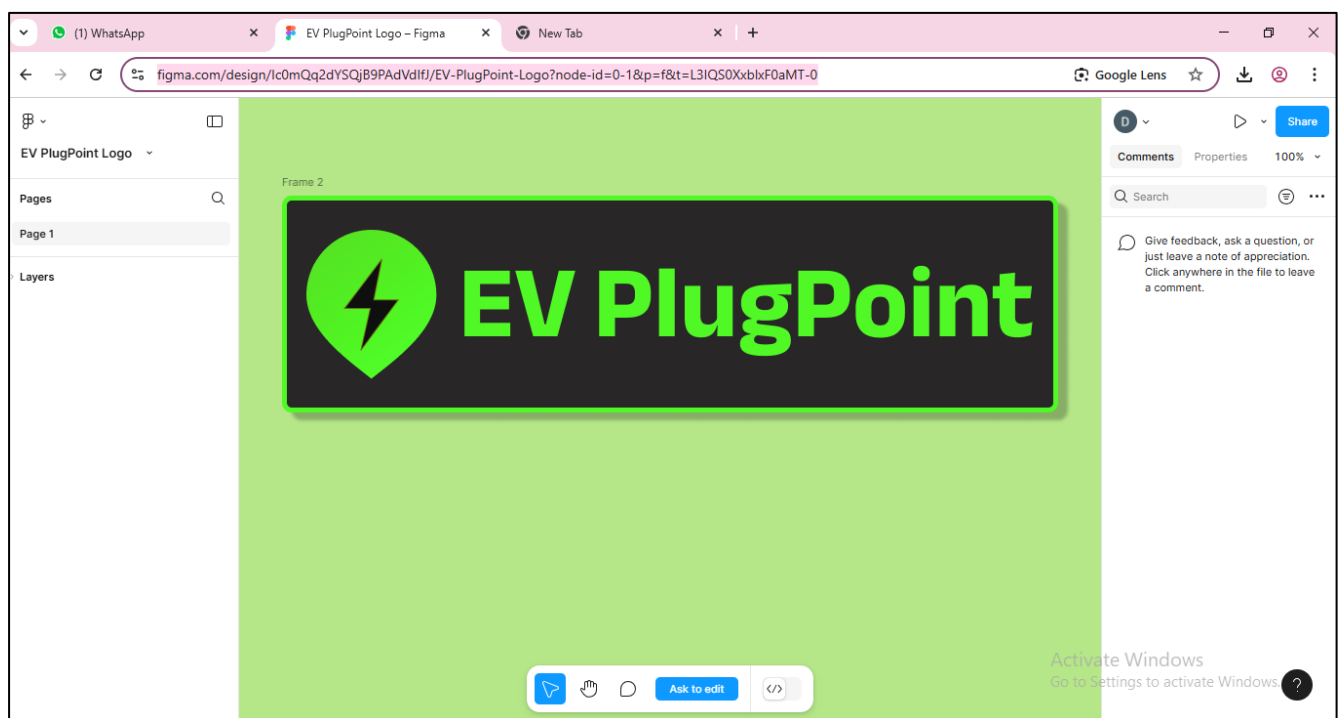 (1) WhatsApp
EV PlugPoint Logo – Figma
New Tab
figma.com/design/Ic0mQq2dYSQjB9PAdVdIfJ/EV-PlugPoint-Logo?node-id=0-1&p=f&t=L3IQS0XxblxF0aMT-0
Google Lens
EV PlugPoint Logo
D
Share
Comments
Properties
100%
Pages
Search
Page 1
Layers
Give feedback, ask a question, or
just leave a note of appreciation.
Click anywhere in the file to leave
a comment.
Frame 2
EV PlugPoint
Ask to edit
Activate Windows
Go to Settings to activate Windows.
?